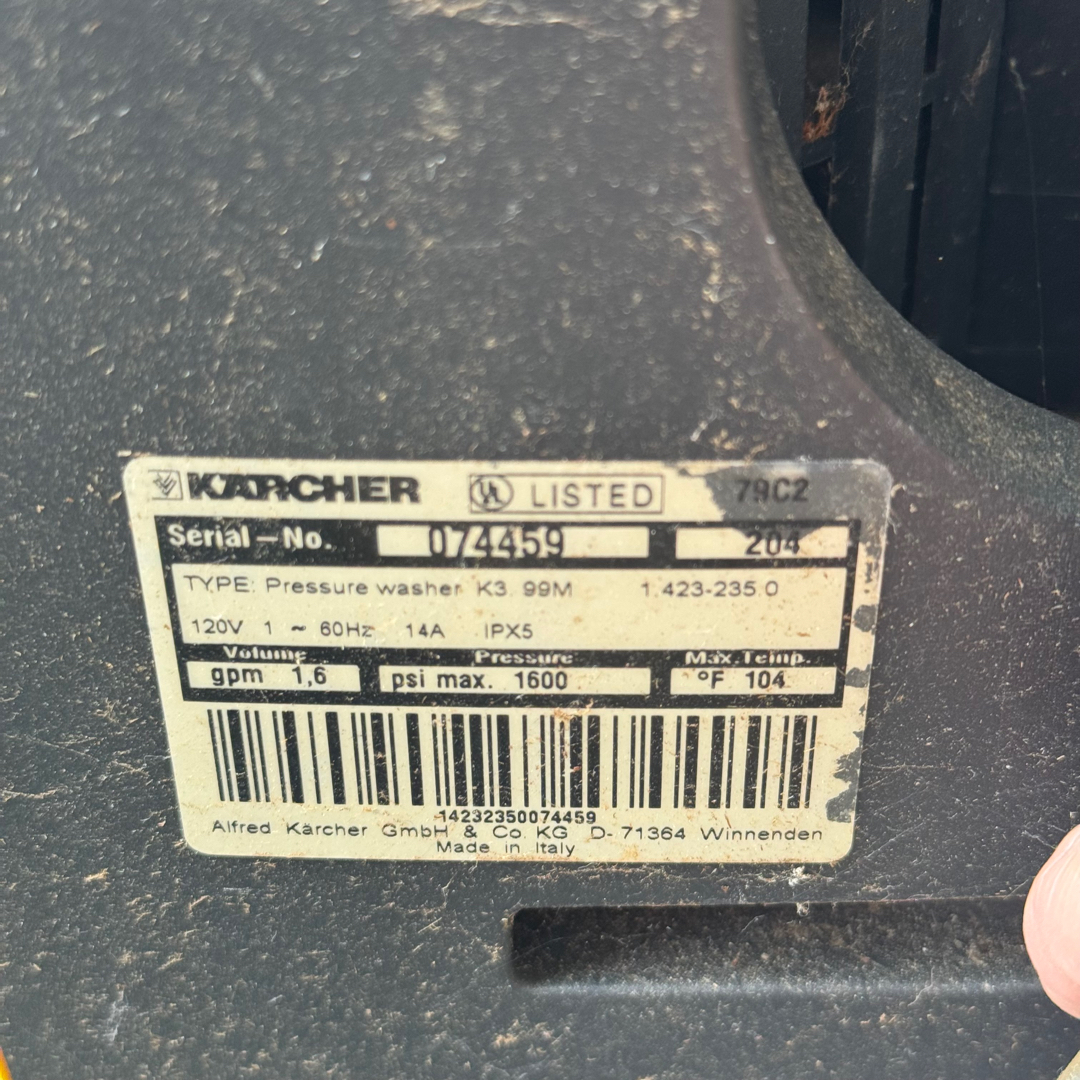 KÄRCHER UL LISTED 79C2
Serial – No. 074459 204
TYPE: Pressure washer K3 99M 1.423-235.0
120V 1 ~ 60Hz 14A IPX5
Volume Pressure Max.Temp.
gpm 1,6 psi max. 1600 °F 104
14232350074459
Alfred Kärcher GmbH & Co. KG D- 71364 Winnenden
Made in Italy